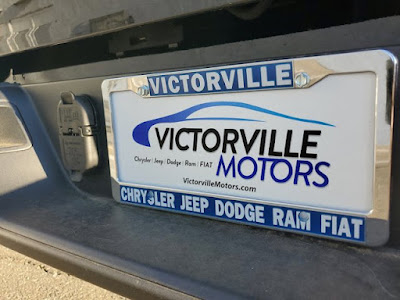 VICTORVILLE
VICTORVILLE
MOTORS
Chrysler | Jeep | Dodge | Ram | FIAT
VictorvilleMotors.com
CHRYSLER JEEP DODGE RAM FIAT